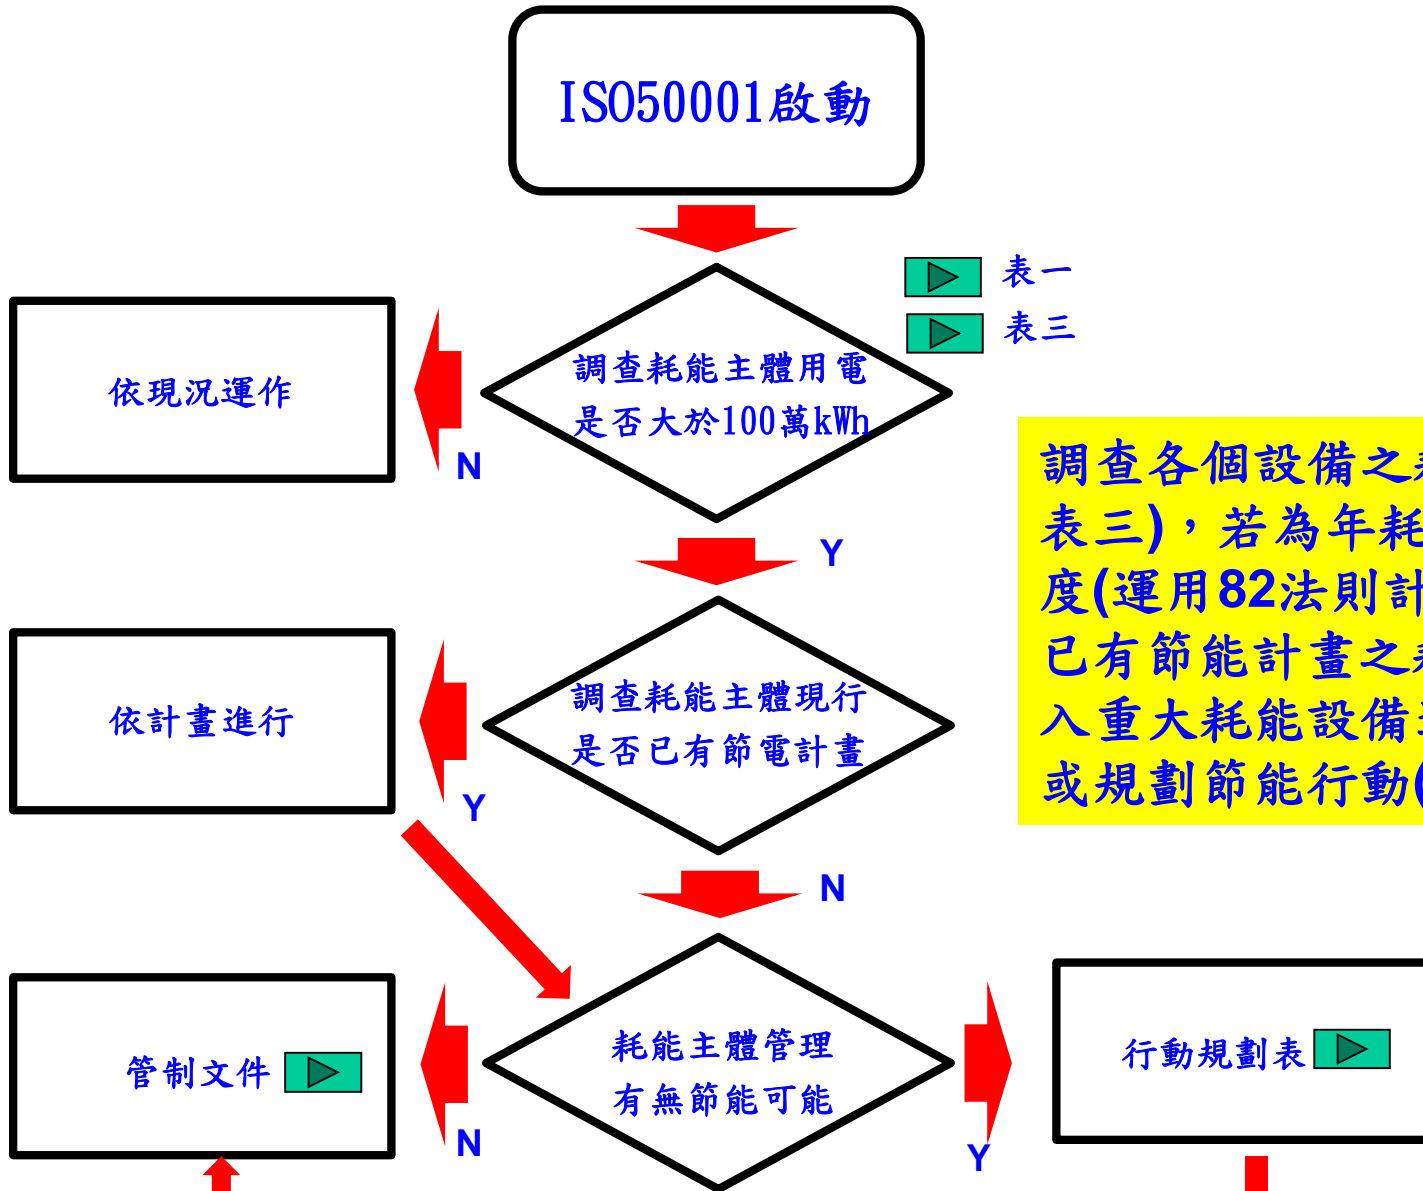 ISO50001啟動
表一
表三
調查耗能主體用電
是否大於100萬kWh
依現況運作
N
調查各個設備之
表三)，若為年耗
度(運用82法則計
已有節能計畫之
入重大耗能設備
或規劃節能行動(
Y
調查耗能主體現行
是否已有節電計畫
依計畫進行
Y
N
耗能主體管理
有無節能可能
管制文件
行動規劃表
N
Y